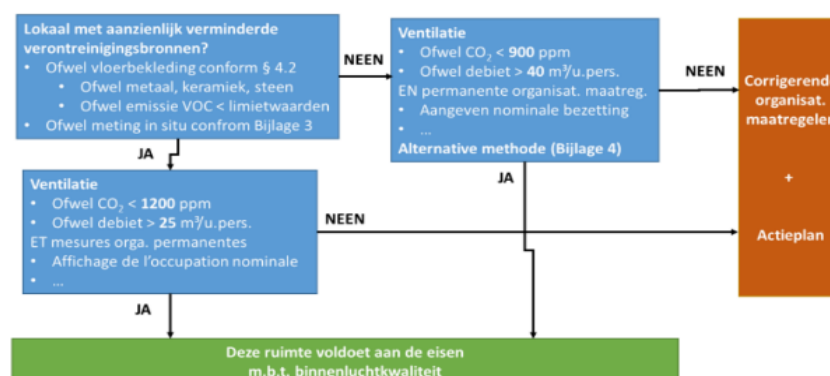 Lokaal met aanzienlijk verminderde
verontreinigingsbronnen?
• Ofwel vloerbekleding conform § 4.2
• Ofwel metaal, keramiek, steen
• Ofwel emissie VOC < limietwaarden
• Ofwel meting in situ confrom Bijlage 3
NEEN
Ventilatie
• Ofwel CO₂ < 900 ppm
• Ofwel debiet > 40 m³/u.pers.
EN permanente organisat. maatreg.
• Aangeven nominale bezetting
• ...
Alternative methode (Bijlage 4)
NEEN
Corrigerende
organisat.
maatregelen
+
Actieplan
JA
JA
Ventilatie
• Ofwel CO₂ < 1200 ppm
• Ofwel debiet > 25 m³/u.pers.
ET mesures orga. permanentes
• Affichage de l'occupation nominale
• ...
NEEN
JA
Deze ruimte voldoet aan de eisen
m.b.t. binnenluchtkwaliteit